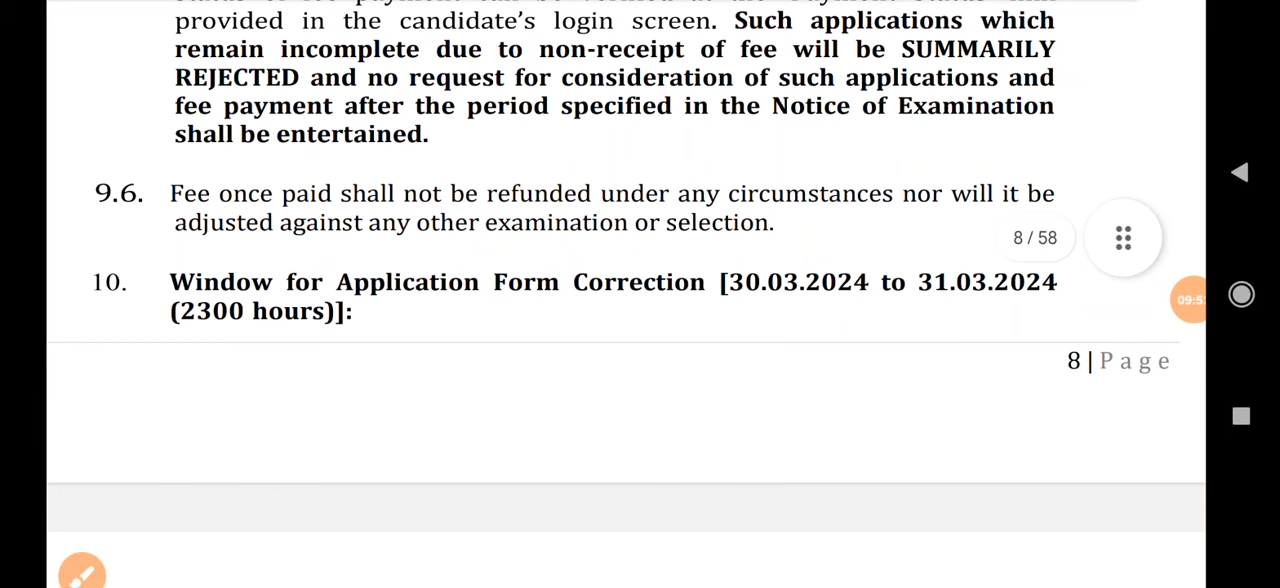 provided in the candidate's login screen. Such applications which
remain incomplete due to non-receipt of fee will be SUMMARILY
REJECTED and no request for consideration of such applications and
fee payment after the period specified in the Notice of Examination
shall be entertained.
9.6. Fee once paid shall not be refunded under any circumstances nor will it be
adjusted against any other examination or selection.
8 / 58
10. Window for Application Form Correction [30.03.2024 to 31.03.2024
(2300 hours)]:
8 | P a g e